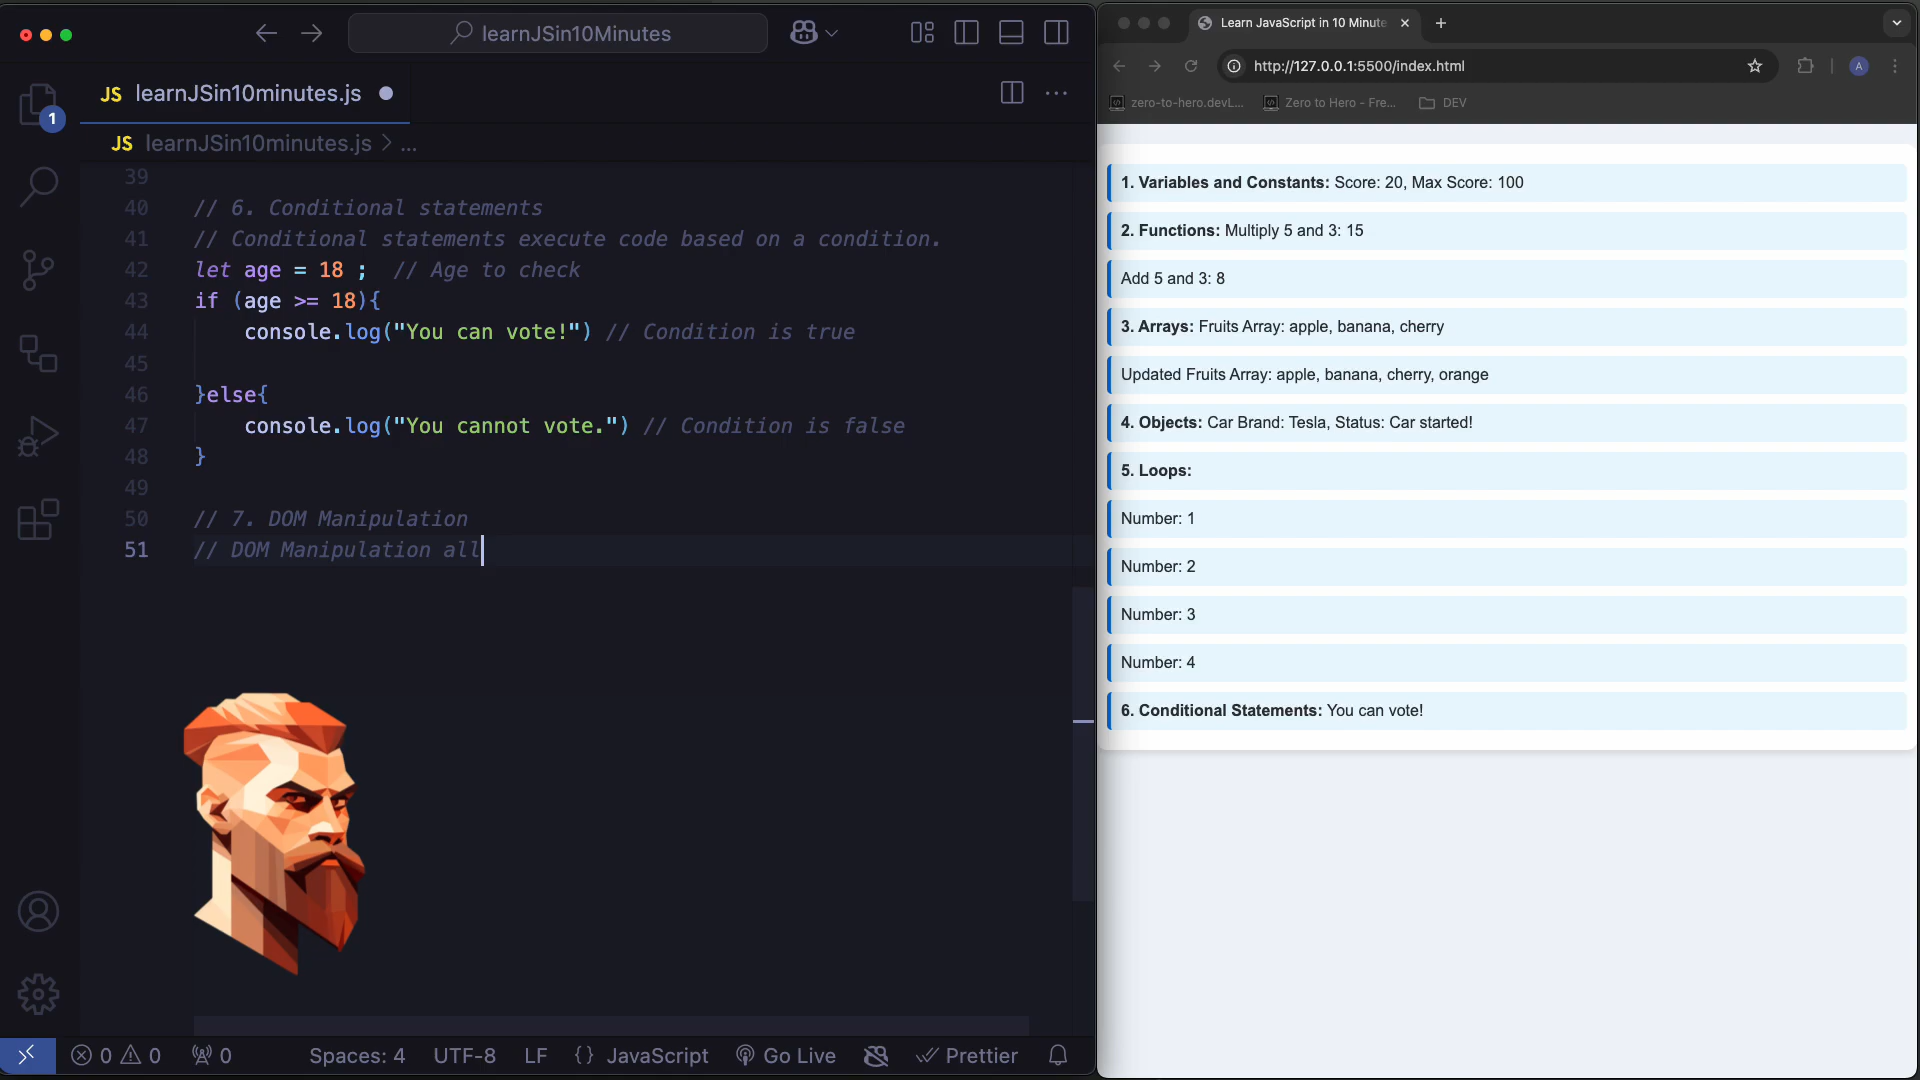 learnJSin10Minutes
JS learnJSin10minutes.js
JS learnJSin10minutes.js > ...
1
39
40 // 6. Conditional statements
41 // Conditional statements execute code based on a condition.
42 let age = 18 ;  // Age to check
43 if (age >= 18){
44 console.log("You can vote!") // Condition is true
45
46 }else{
47 console.log("You cannot vote.") // Condition is false
48 }
49
50 // 7. DOM Manipulation
51 // DOM Manipulation all
0 0 0 Spaces: 4 UTF-8 LF {} JavaScript Go Live Prettier
Learn JavaScript in 10 Minute
http://127.0.0.1:5500/index.html
A
zero-to-hero.devL... Zero to Hero - Fre... DEV
1. Variables and Constants: Score: 20, Max Score: 100
2. Functions: Multiply 5 and 3: 15
Add 5 and 3: 8
3. Arrays: Fruits Array: apple, banana, cherry
Updated Fruits Array: apple, banana, cherry, orange
4. Objects: Car Brand: Tesla, Status: Car started!
5. Loops:
Number: 1
Number: 2
Number: 3
Number: 4
6. Conditional Statements: You can vote!